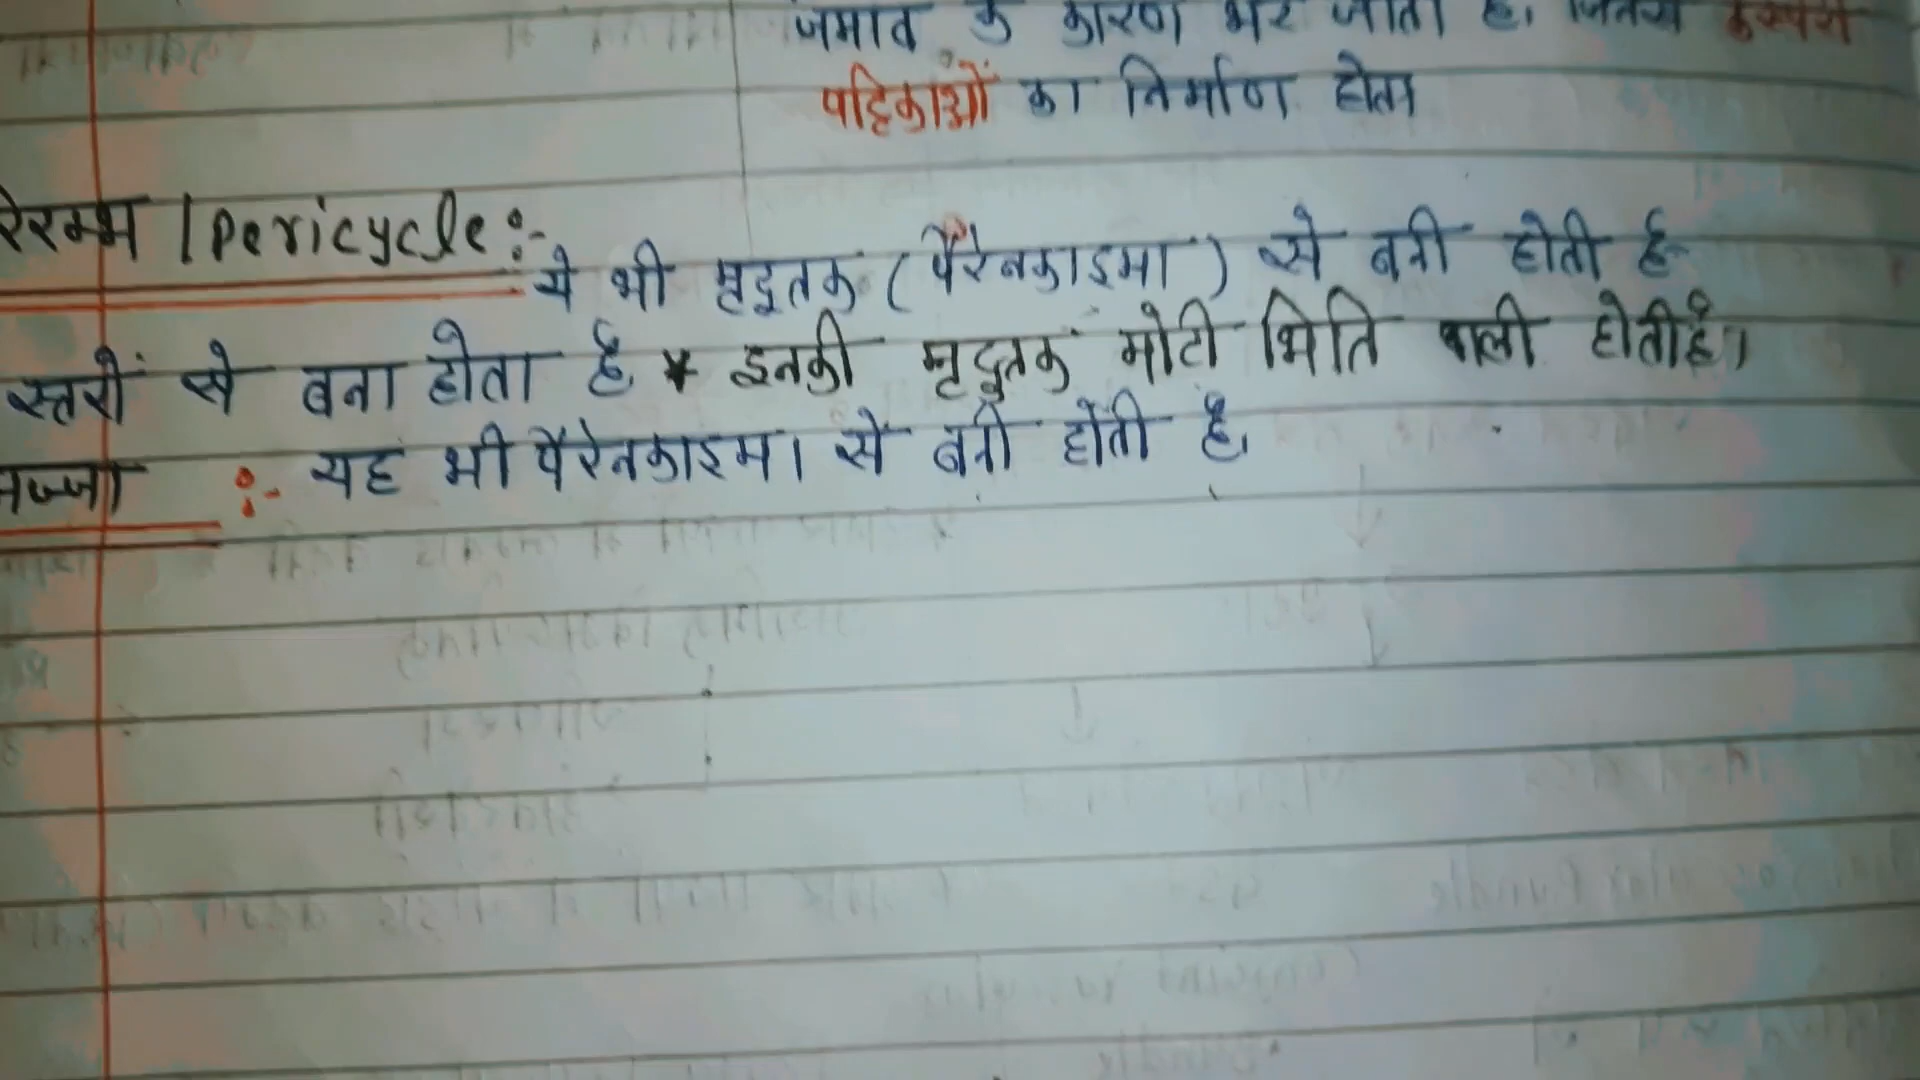 जमाव के कारण भर जाता है, जिससे कैस्पेरी
पट्टिकाओं का निर्माण होता
रेरम्भ / Pericycle :-
ये भी मृदूतक (पैरेनकाइमा) से बनी होती है
स्तरों से बना होता है * इनकी मृदूतक मोटी भिति वाली होती है।
मज्जा :- यह भी पैरेनकाइमा से बनी होती है,